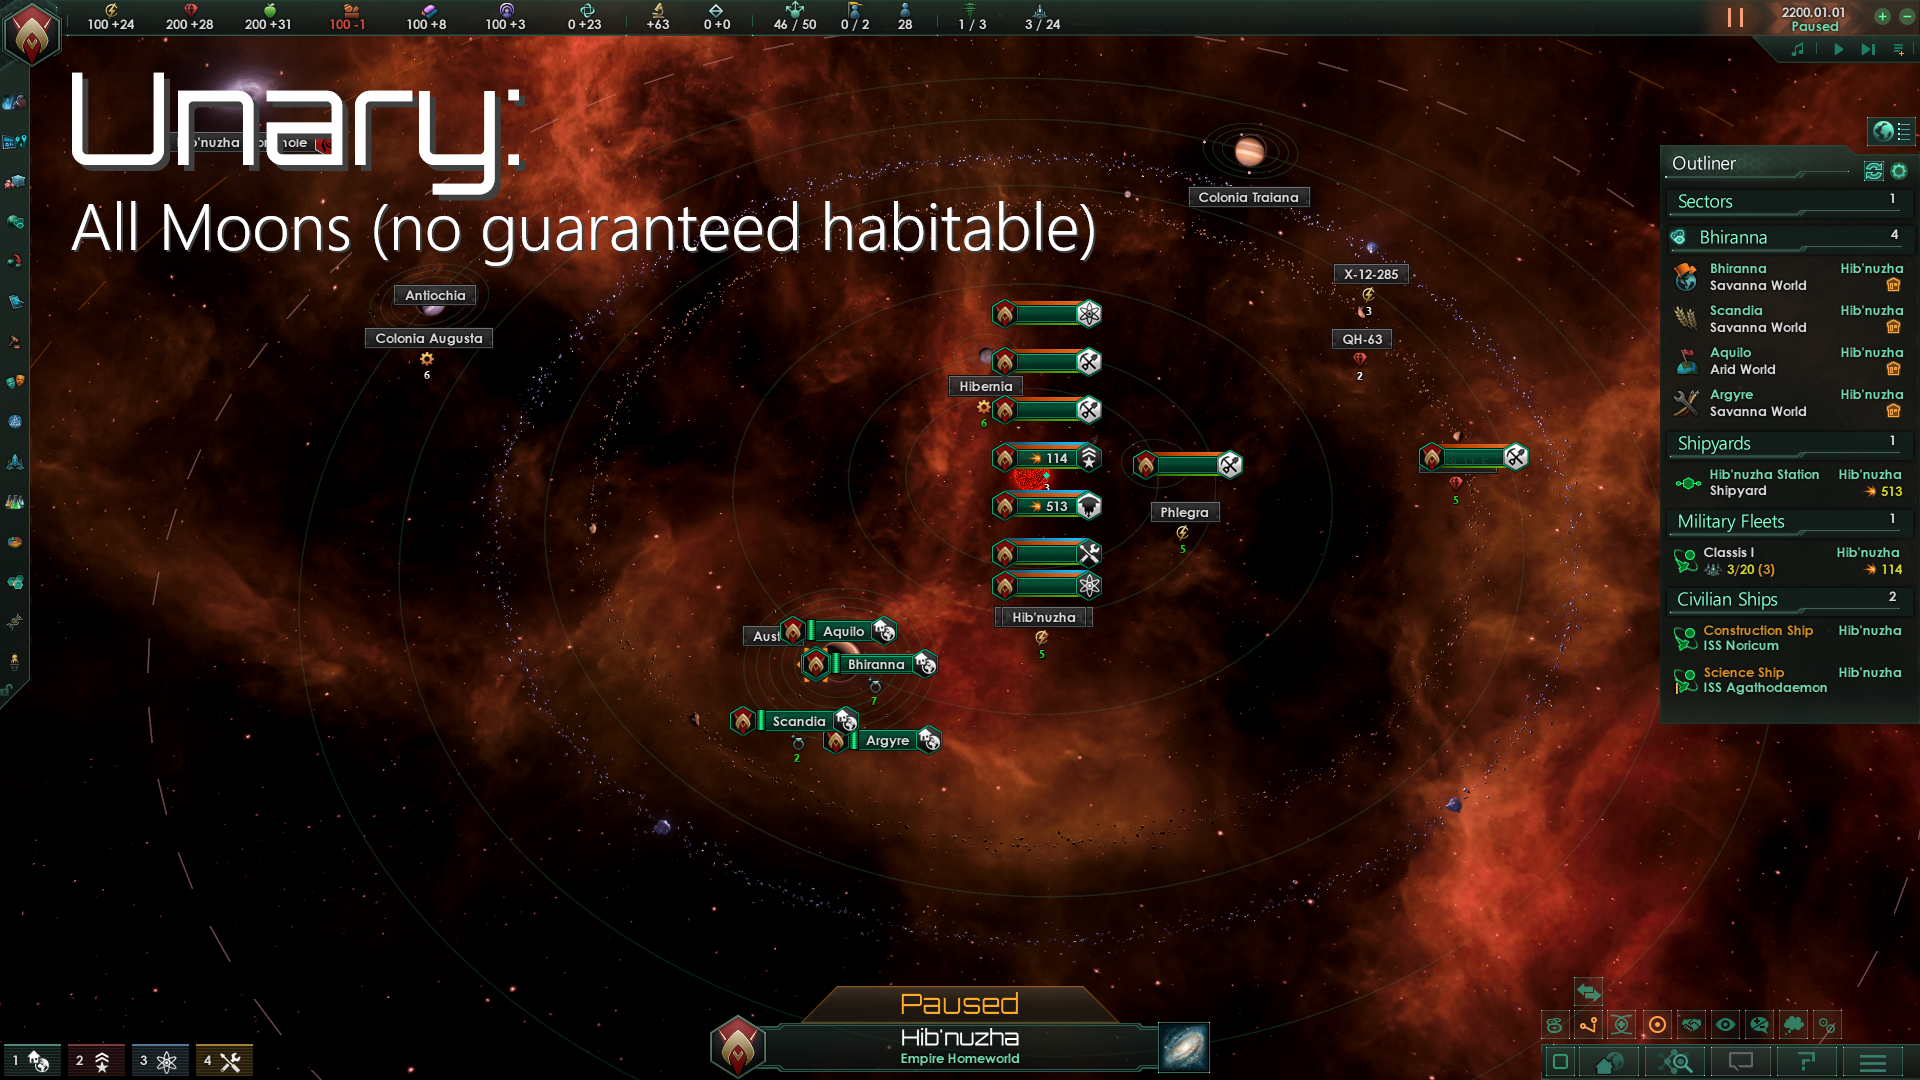 100 +24 200 +28 200 +31 100 -1 100 +8 100 +3 0 +23 +63 0 +0 46 / 50 0 / 2 28 1 / 3 3 / 24
2200.01.01
Paused
Unary:
All Moons (no guaranteed habitable)
Colonia Traiana
X-12-285
3
QH-63
2
Antiochia
Colonia Augusta
6
Hibernia
6
114
3
513
Phlegra
5
5
Hib'nuzha
5
Aust
Aquilo
Bhiranna
7
Scandia
2
Argyre
Outliner
Sectors 1
Bhiranna 4
Bhiranna Hib'nuzha
Savanna World
Scandia Hib'nuzha
Savanna World
Aquilo Hib'nuzha
Arid World
Argyre Hib'nuzha
Savanna World
Shipyards 1
Hib'nuzha Station Hib'nuzha
Shipyard 513
Military Fleets 1
Classis I Hib'nuzha
3/20 (3) 114
Civilian Ships 2
Construction Ship Hib'nuzha
ISS Noricum
Science Ship Hib'nuzha
ISS Agathodaemon
Paused
Hib'nuzha
Empire Homeworld
1 2 3 4